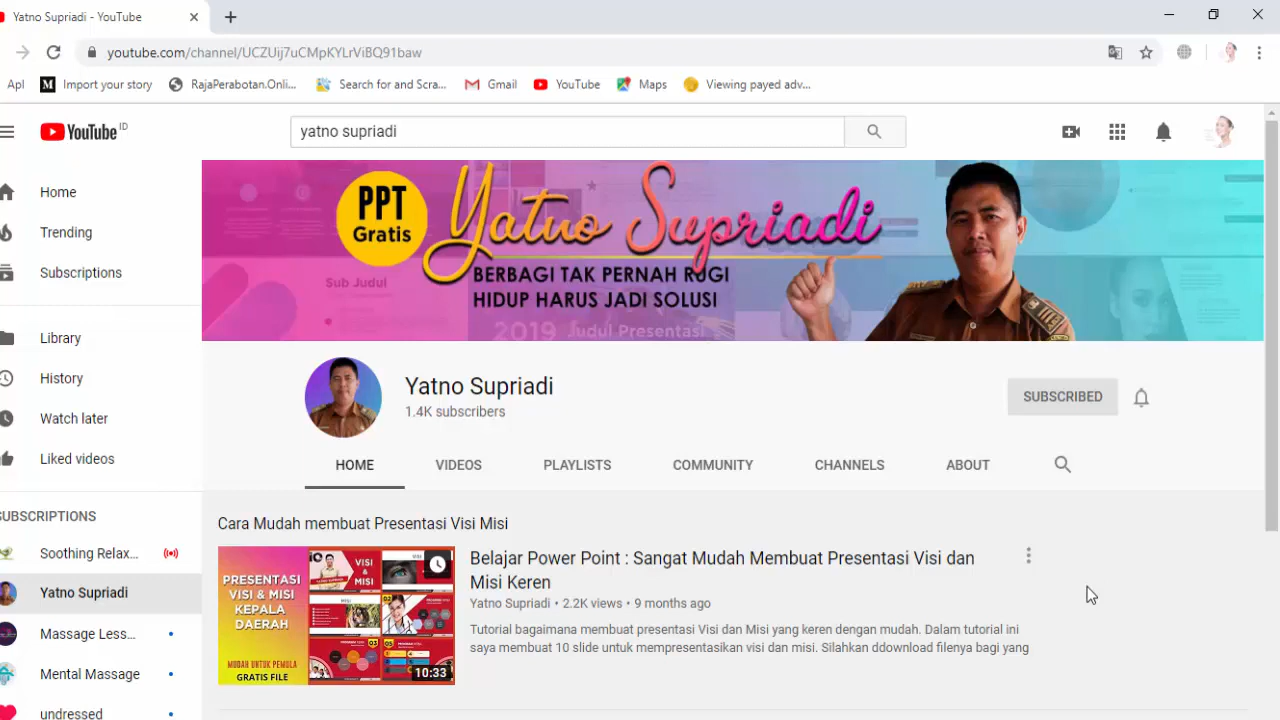 Yatno Supriadi - YouTube
youtube.com/channel/UCZUij7uCMpKYLrViBQ91baw
Apl
M Import your story
RajaPerabotan.Onli...
Search for and Scra...
Gmail
YouTube
Maps
Viewing payed adv...
YouTube ID
yatno supriadi
Home
Trending
Subscriptions
Library
History
Watch later
Liked videos
SUBSCRIPTIONS
Soothing Relax...
Yatno Supriadi
Massage Less...
Mental Massage
undressed
PPT
Gratis
Yatno Supriadi
BERBAGI TAK PERNAH RUGI
HIDUP HARUS JADI SOLUSI
Sub Judul
2019 Judul Presentasi
Yatno Supriadi
1.4K subscribers
SUBSCRIBED
HOME
VIDEOS
PLAYLISTS
COMMUNITY
CHANNELS
ABOUT
Cara Mudah membuat Presentasi Visi Misi
PRESENTASI
VISI & MISI
KEPALA
DAERAH
MUDAH UNTUK PEMULA
GRATIS FILE
VISI
&
MISI
10:33
Belajar Power Point : Sangat Mudah Membuat Presentasi Visi dan
Misi Keren
Yatno Supriadi • 2.2K views • 9 months ago
Tutorial bagaimana membuat presentasi Visi dan Misi yang keren dengan mudah. Dalam tutorial ini
saya membuat 10 slide untuk mempresentasikan visi dan misi. Silahkan ddownload filenya bagi yang